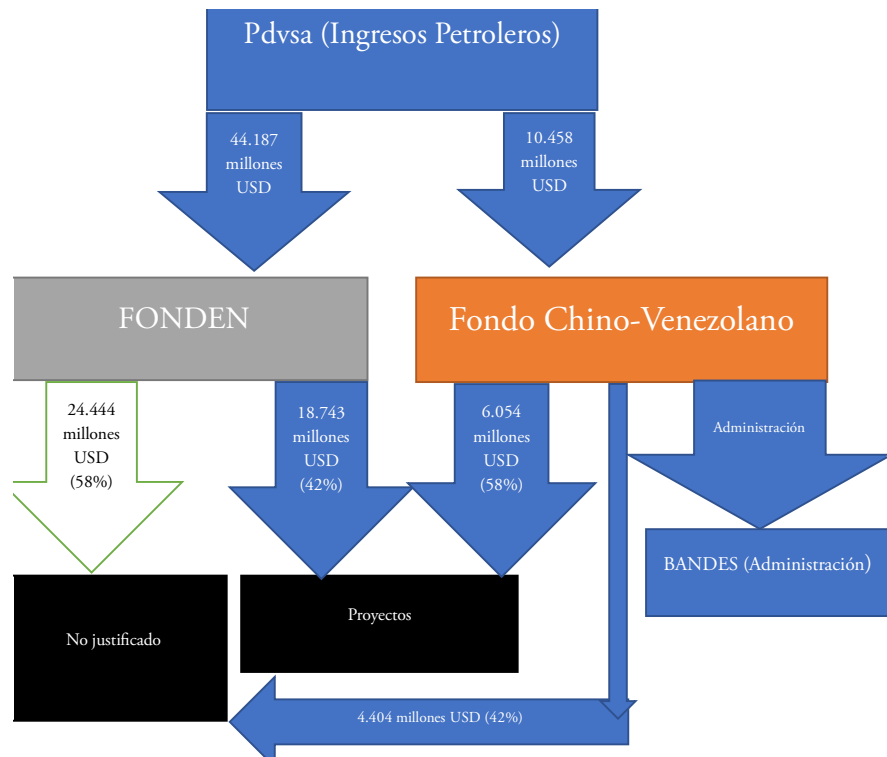 Pdvsa (Ingresos Petroleros)
44.187
millones
USD
10.458
millones
USD
FONDEN
Fondo Chino-Venezolano
24.444
millones
USD
(58%)
18.743
millones
USD
(42%)
6.054
millones
USD
(58%)
Administración
BANDES (Administración)
No justificado
Proyectos
4.404 millones USD (42%)